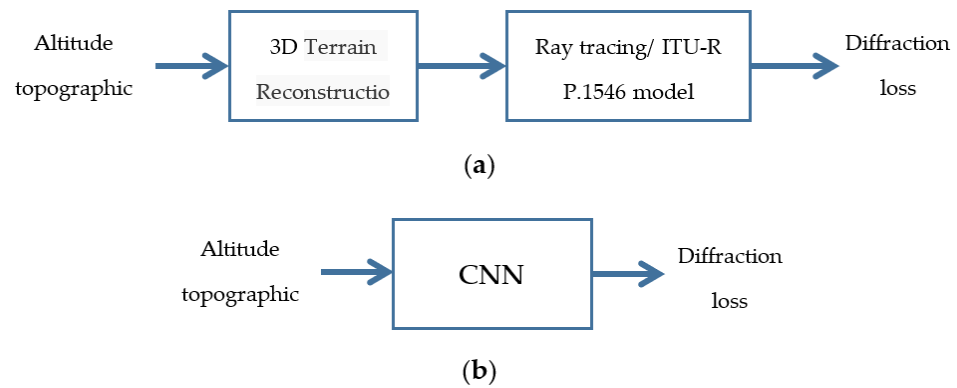 Altitude
topographic
3D Terrain
Reconstructio
Ray tracing/ ITU-R
P.1546 model
Diffraction
loss
(a)
Altitude
topographic
CNN
Diffraction
loss
(b)